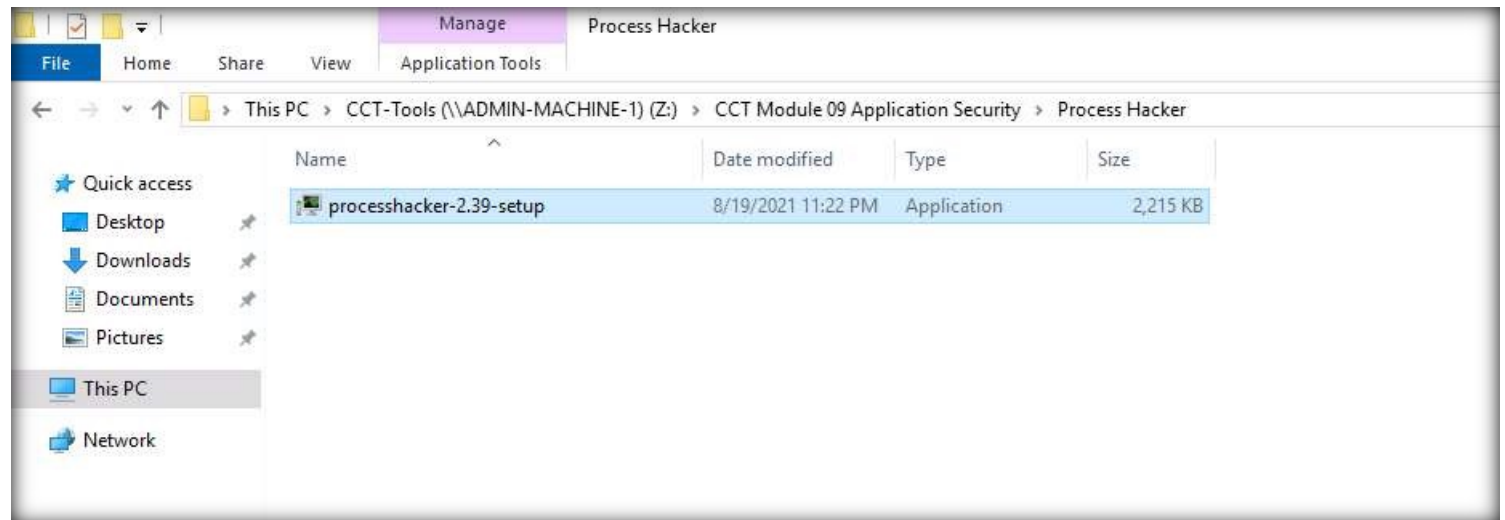 Manage Process Hacker
File Home Share View Application Tools
This PC > CCT-Tools (\\ADMIN-MACHINE-1) (Z:) > CCT Module 09 Application Security > Process Hacker
Name Date modified Type Size
Quick access
processhacker-2.39-setup 8/19/2021 11:22 PM Application 2,215 KB
Desktop
Downloads
Documents
Pictures
This PC
Network